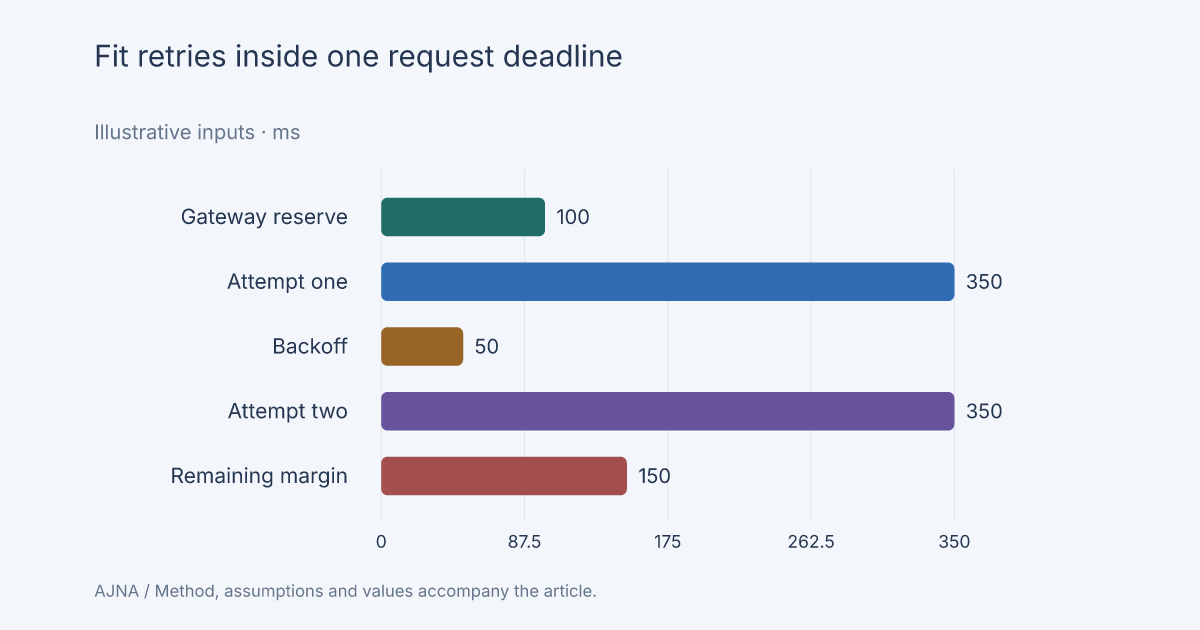 Fit retries inside one request deadline
Illustrative inputs · ms
Gateway reserve 100
Attempt one 350
Backoff 50
Attempt two 350
Remaining margin 150
0 87.5 175 262.5 350
AJNA / Method, assumptions and values accompany the article.